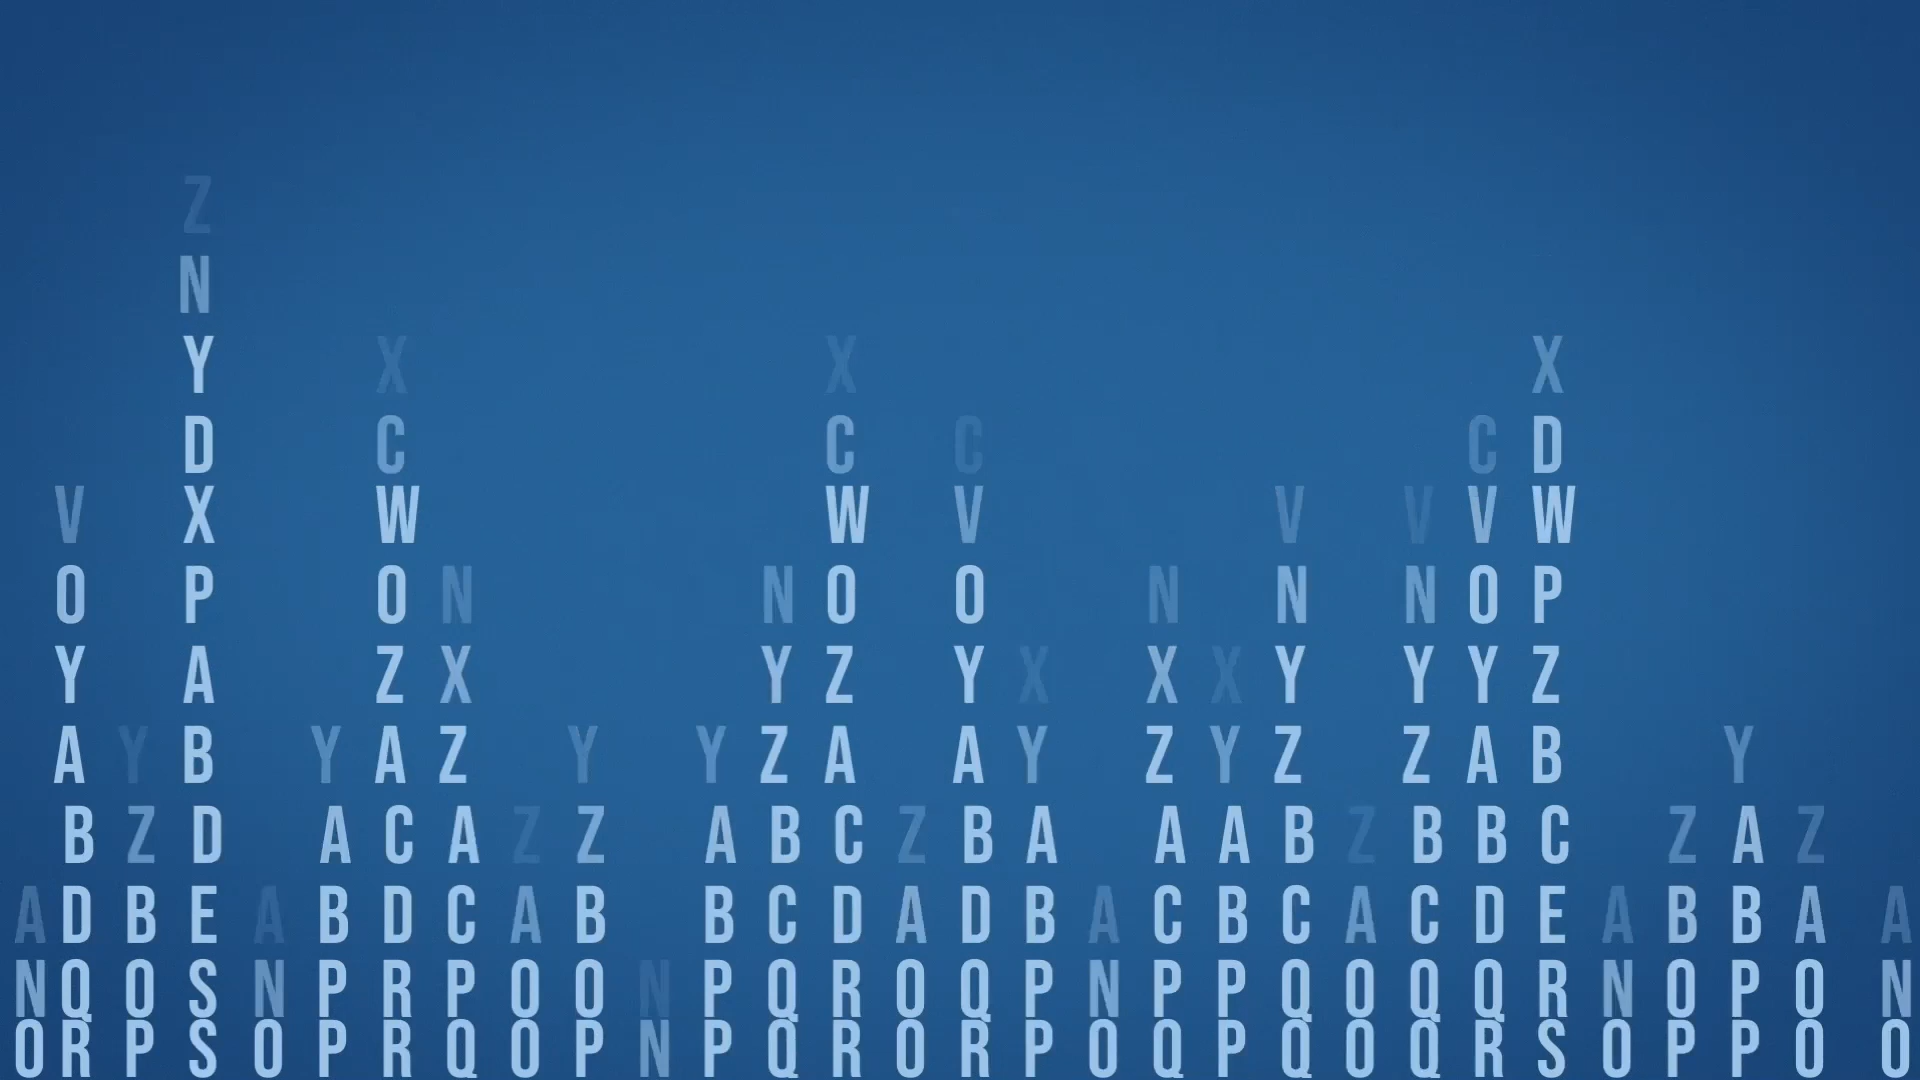 Z
N
Y X X X
D C C C C D
V X W W V V V V W
O P O N N O O N N N O P
Y A Z X Y Z Y X X X Y Y Y Z
A Y B Y A Z Y Y Z A A Y Z Y Z Z A B Y
B Z D A C A Z Z A B C Z B A A A B Z B B C Z A Z
A D B E A B D C A B B C D A D B A C B C A C D E A B B A A
N Q O S N P R P O O N P Q R O Q P N P P Q O Q Q R N O P O N
O R P S O P R Q O P N P Q R O R P O Q P Q O Q R S O P P O O